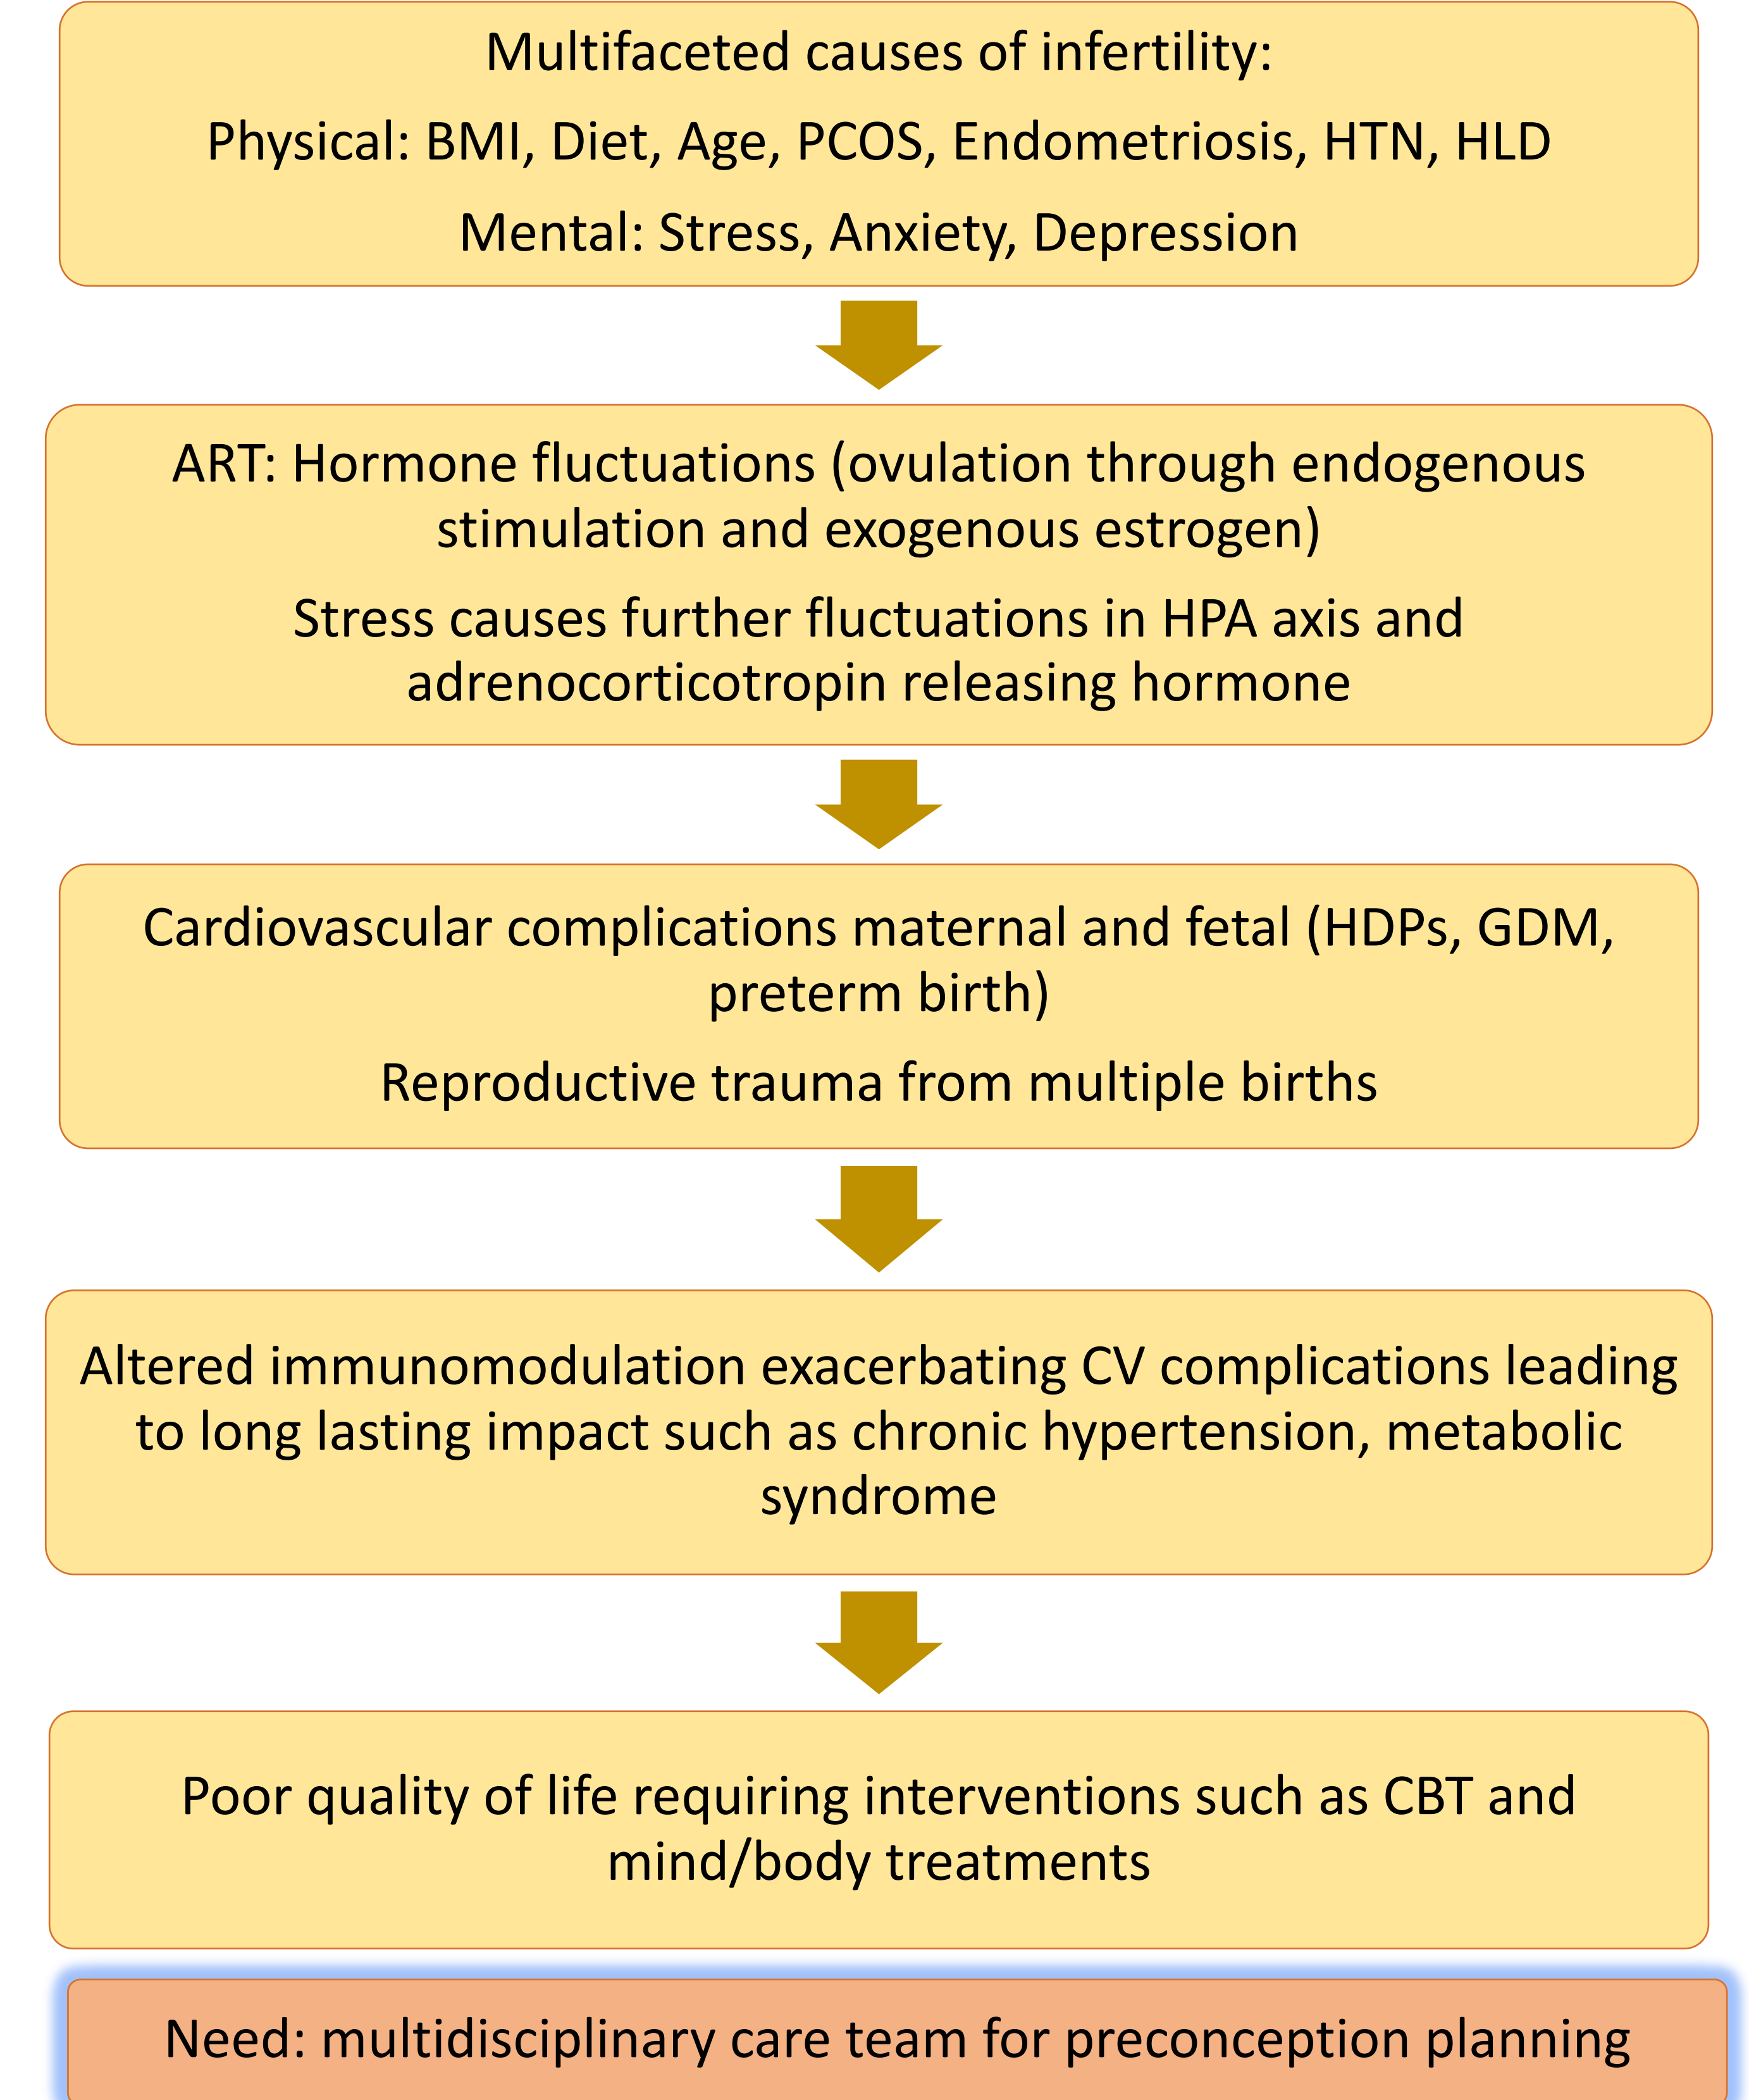 Multifaceted causes of infertility:
Physical: BMI, Diet, Age, PCOS, Endometriosis, HTN, HLD
Mental: Stress, Anxiety, Depression
ART: Hormone fluctuations (ovulation through endogenous
stimulation and exogenous estrogen)
Stress causes further fluctuations in HPA axis and
adrenocorticotropin releasing hormone
Cardiovascular complications maternal and fetal (HDPs, GDM,
preterm birth)
Reproductive trauma from multiple births
Altered immunomodulation exacerbating CV complications leading
to long lasting impact such as chronic hypertension, metabolic
syndrome
Poor quality of life requiring interventions such as CBT and
mind/body treatments
Need: multidisciplinary care team for preconception planning